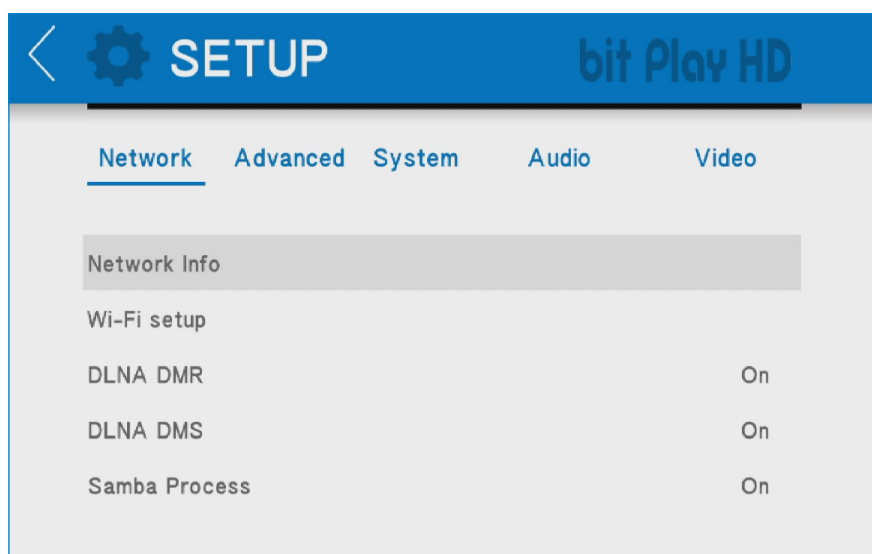 SETUP bit Play HD
Network Advanced System Audio Video
Network Info
Wi-Fi setup
DLNA DMR On
DLNA DMS On
Samba Process On